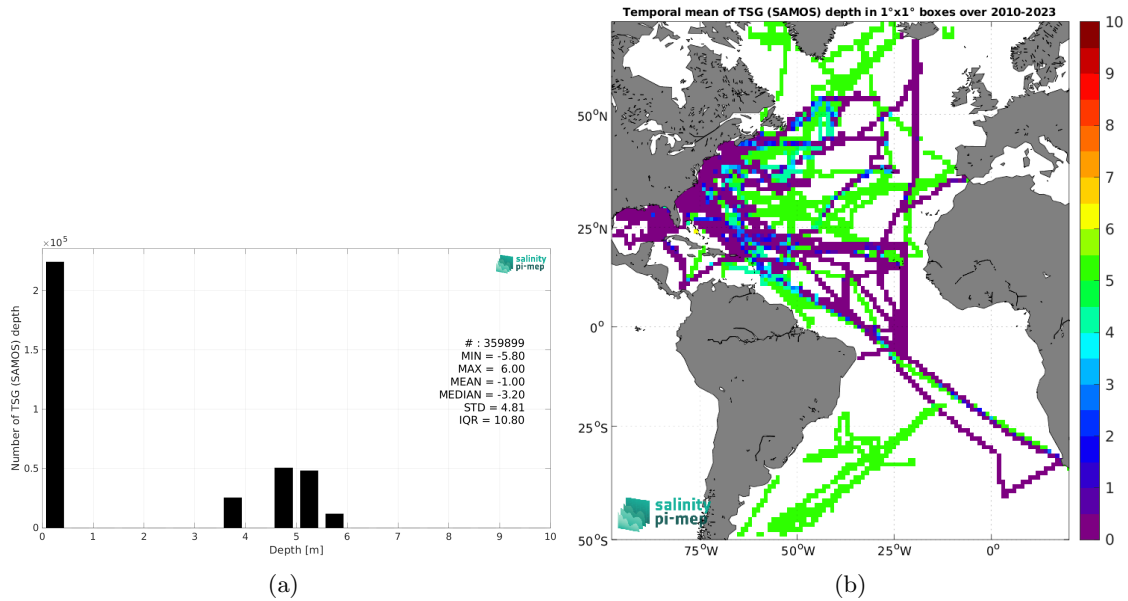 Temporal mean of TSG (SAMOS) depth in 1°x1° boxes over 2010-2023
×10⁵
2
1.5
1
0.5
0
Number of TSG (SAMOS) depth
salinity
pi-mep
# : 359899
MIN = -5.80
MAX = 6.00
MEAN = -1.00
MEDIAN = -3.20
STD = 4.81
IQR = 10.80
0 1 2 3 4 5 6 7 8 9 10
Depth [m]
(a)
50°N
25°N
0°
25°S
50°S
75°W 50°W 25°W 0°
salinity
pi-mep
10
9
8
7
6
5
4
3
2
1
0
(b)